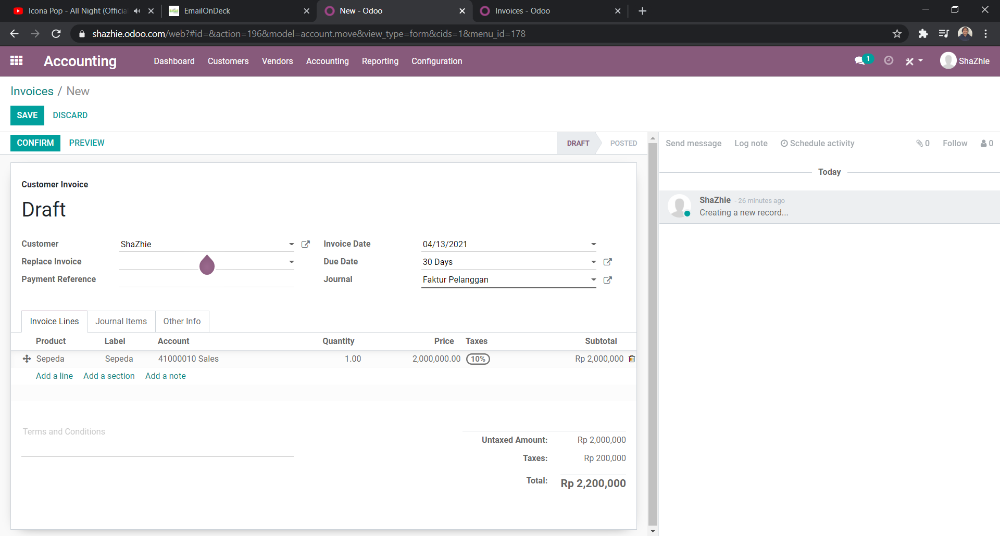 Icona Pop - All Night (Official
EmailOnDeck
New - Odoo
Invoices - Odoo
shazhie.odoo.com/web?#id=&action=196&model=account.move&view_type=form&cids=1&menu_id=178
Accounting
Dashboard Customers Vendors Accounting Reporting Configuration
1
ShaZhie
Invoices / New
SAVE DISCARD
CONFIRM PREVIEW
DRAFT POSTED
Send message Log note Schedule activity 0 Follow 0
Today
ShaZhie - 26 minutes ago
Creating a new record...
Customer Invoice
Draft
Customer ShaZhie Invoice Date 04/13/2021
Replace Invoice Due Date 30 Days
Payment Reference Journal Faktur Pelanggan
Invoice Lines Journal Items Other Info
Product Label Account Quantity Price Taxes Subtotal
Sepeda Sepeda 41000010 Sales 1.00 2,000,000.00 10% Rp 2,000,000
Add a line Add a section Add a note
Terms and Conditions
Untaxed Amount: Rp 2,000,000
Taxes: Rp 200,000
Total: Rp 2,200,000